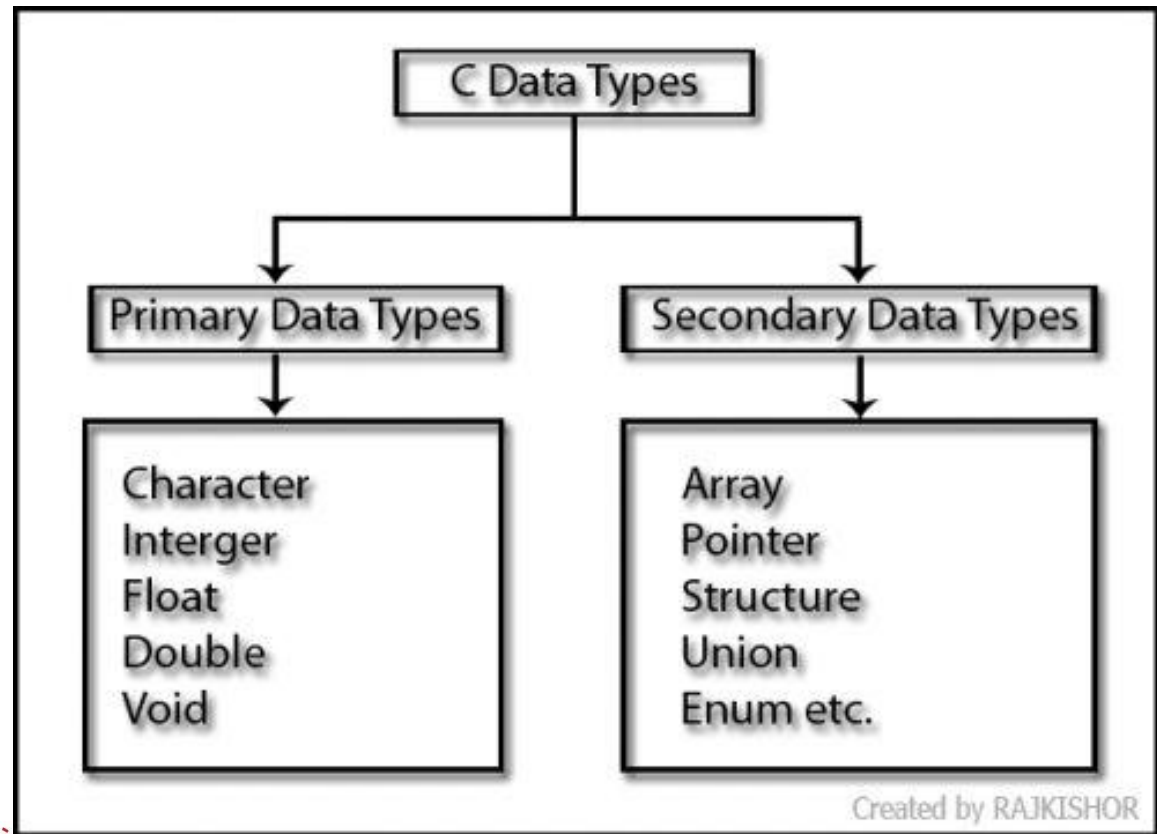 C Data Types
Primary Data Types
Secondary Data Types
Character
Interger
Float
Double
Void
Array
Pointer
Structure
Union
Enum etc.
Created by RAJKISHOR